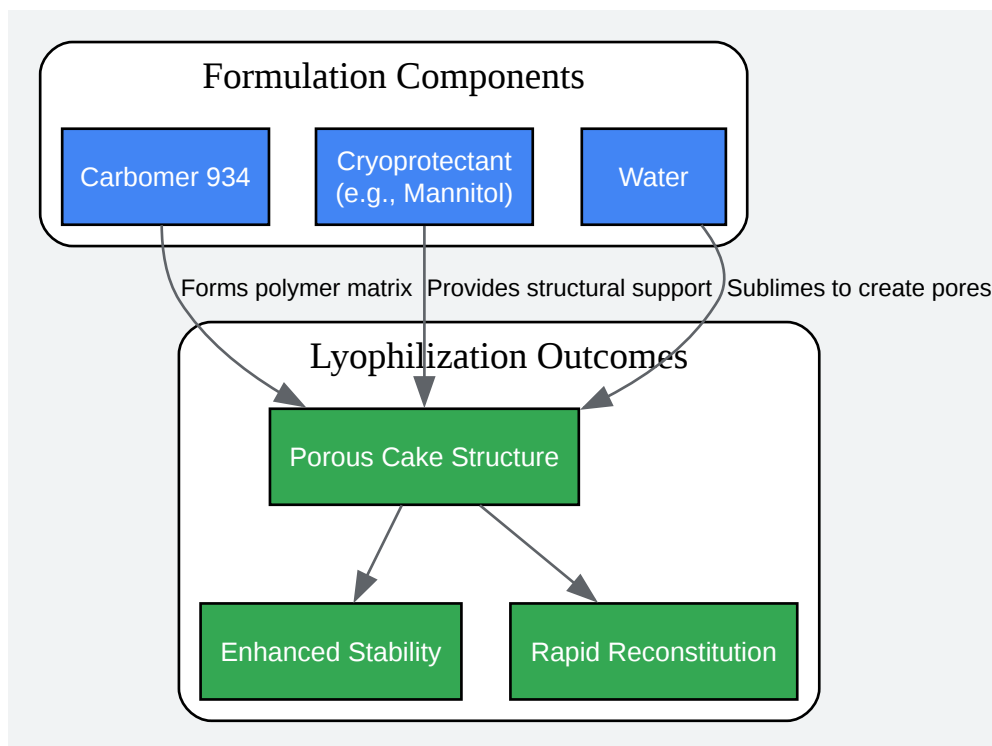 Formulation Components
Carbomer 934
Cryoprotectant
(e.g., Mannitol)
Water
Forms polymer matrix
Provides structural support
Sublimes to create pores
Lyophilization Outcomes
Porous Cake Structure
Enhanced Stability
Rapid Reconstitution